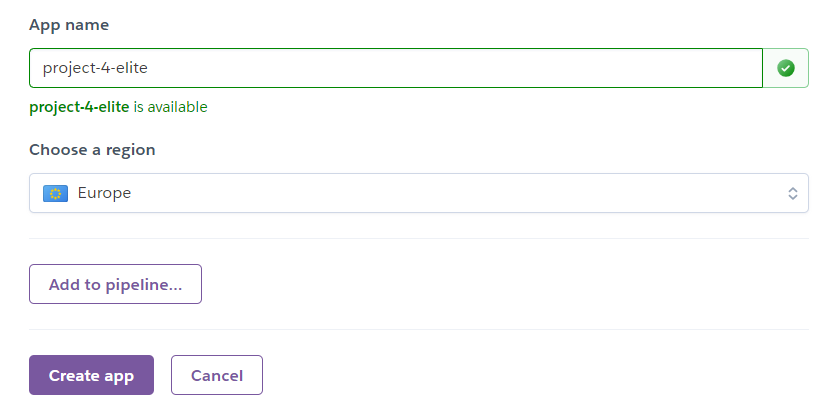 App name
project-4-elite
project-4-elite is available
Choose a region
Europe
Add to pipeline...
Create app
Cancel